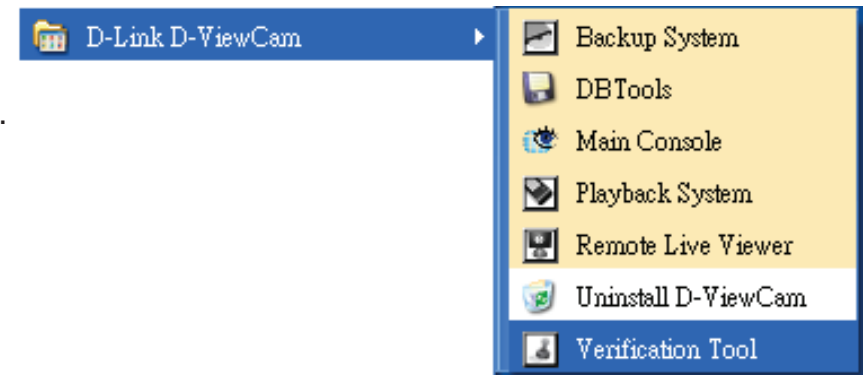 D-Link D-ViewCam
Backup System
DBTools
Main Console
Playback System
Remote Live Viewer
Uninstall D-ViewCam
Verification Tool
.